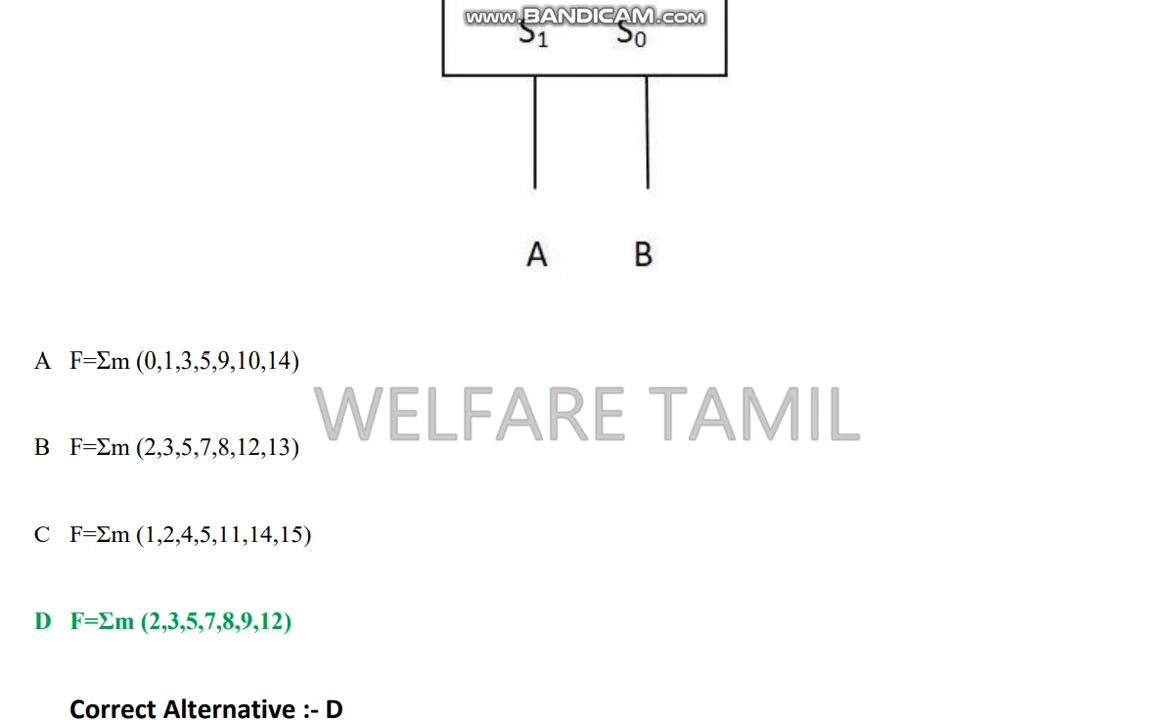 www.BANDICAM.com
S1 S0
A B
A F=Σm (0,1,3,5,9,10,14)
WELFARE TAMIL
B F=Σm (2,3,5,7,8,12,13)
C F=Σm (1,2,4,5,11,14,15)
D F=Σm (2,3,5,7,8,9,12)
Correct Alternative :- D